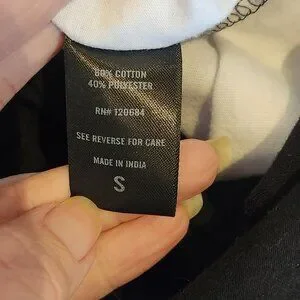 60% COTTON
40% POLYESTER
RN# 120684
SEE REVERSE FOR CARE
MADE IN INDIA
S